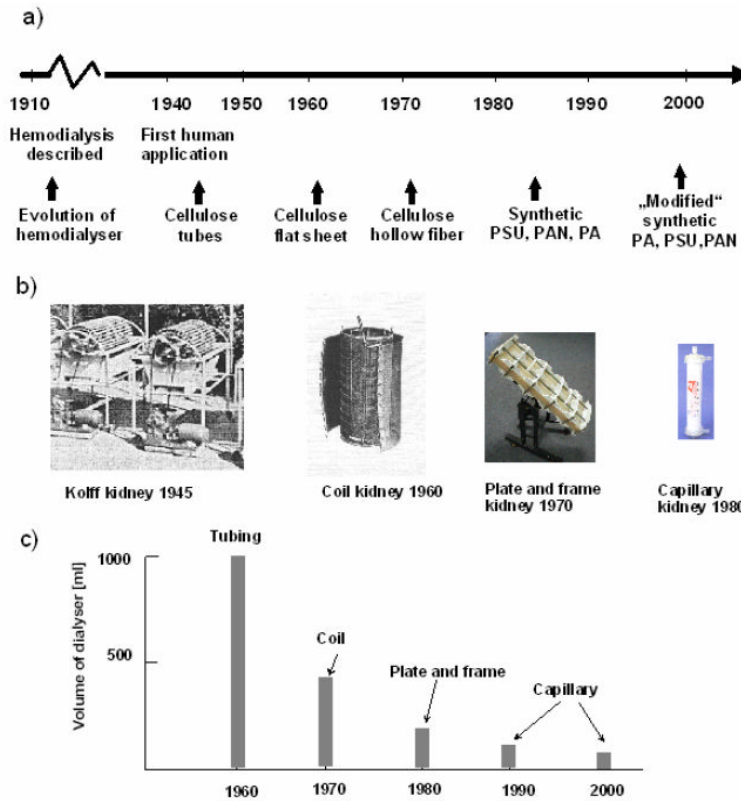 a)
1910 1940 1950 1960 1970 1980 1990 2000
Hemodialysis
described
First human
application
Evolution of
hemodialyser
Cellulose
tubes
Cellulose
flat sheet
Cellulose
hollow fiber
Synthetic
PSU, PAN, PA
„Modified“
synthetic
PA, PSU,PAN
b)
Kolff kidney 1945
Coil kidney 1960
Plate and frame
kidney 1970
Capillary
kidney 1980
c)
Volume of dialyser [ml]
1000
500
Tubing
Coil
Plate and frame
Capillary
1960 1970 1980 1990 2000